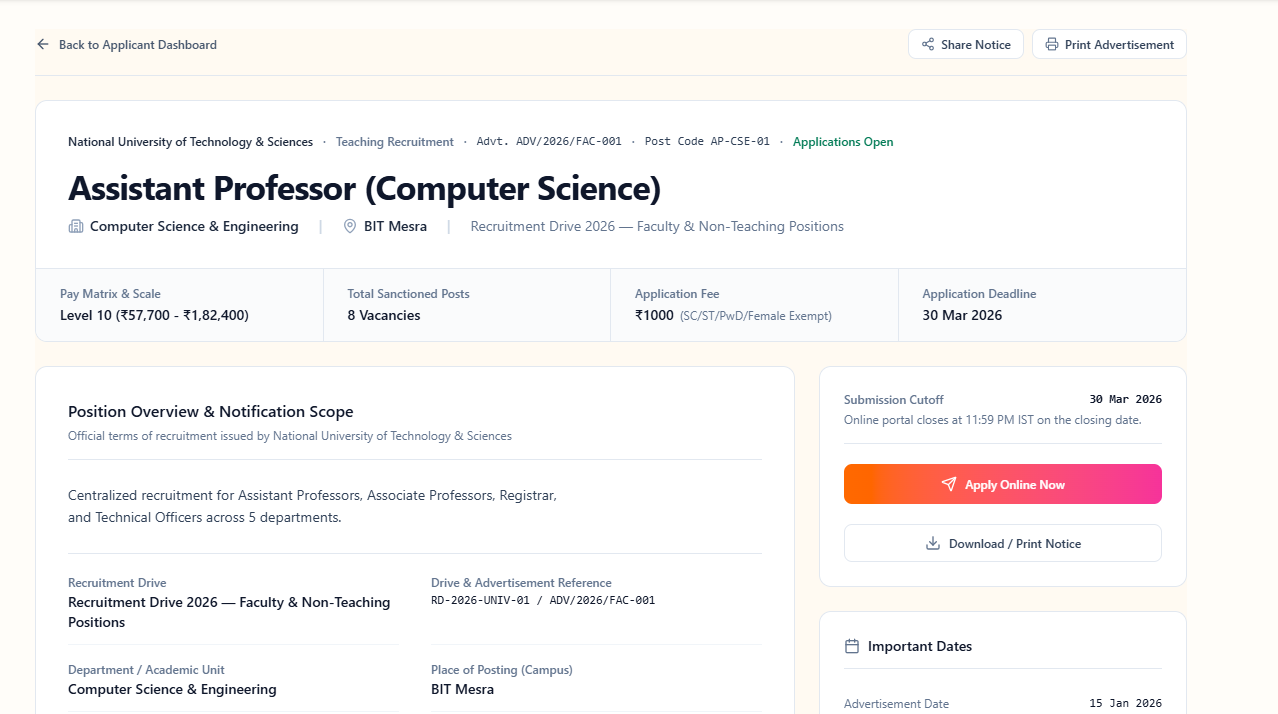 Back to Applicant Dashboard
Share Notice
Print Advertisement
National University of Technology & Sciences · Teaching Recruitment · Advt. ADV/2026/FAC-001 · Post Code AP-CSE-01 · Applications Open
Assistant Professor (Computer Science)
Computer Science & Engineering | BIT Mesra | Recruitment Drive 2026 — Faculty & Non-Teaching Positions
Pay Matrix & Scale
Level 10 (₹57,700 - ₹1,82,400)
Total Sanctioned Posts
8 Vacancies
Application Fee
₹1000 (SC/ST/PwD/Female Exempt)
Application Deadline
30 Mar 2026
Position Overview & Notification Scope
Official terms of recruitment issued by National University of Technology & Sciences
Centralized recruitment for Assistant Professors, Associate Professors, Registrar,
and Technical Officers across 5 departments.
Recruitment Drive
Recruitment Drive 2026 — Faculty & Non-Teaching
Positions
Drive & Advertisement Reference
RD-2026-UNIV-01 / ADV/2026/FAC-001
Department / Academic Unit
Computer Science & Engineering
Place of Posting (Campus)
BIT Mesra
Submission Cutoff 30 Mar 2026
Online portal closes at 11:59 PM IST on the closing date.
Apply Online Now
Download / Print Notice
Important Dates
Advertisement Date 15 Jan 2026